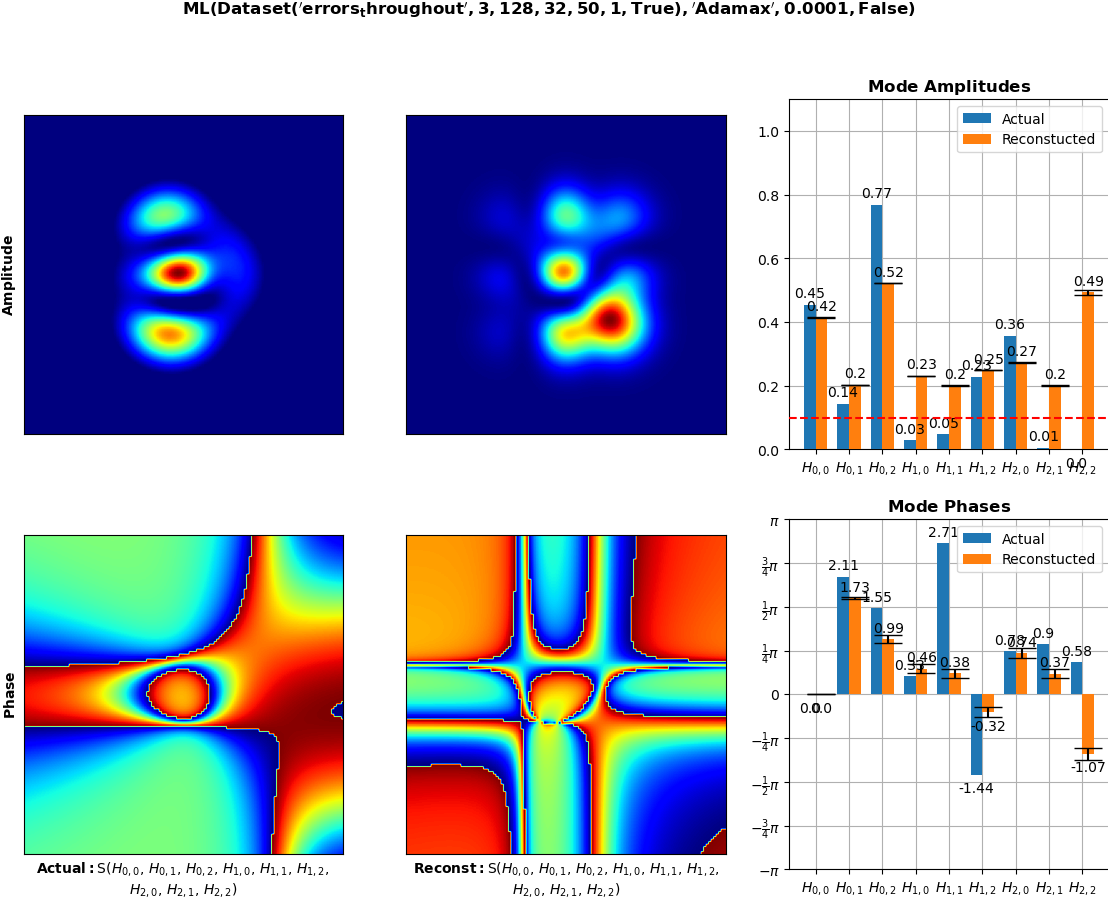 ML(Dataset('errors_throughout', 3, 128, 32, 50, 1, True), 'Adamax', 0.0001, False)
Amplitude
Mode Amplitudes
Actual
Reconstucted
1.0
0.8
0.6
0.4
0.2
0.0
0.45
0.42
0.14
0.2
0.77
0.52
0.03
0.23
0.05
0.2
0.23
0.25
0.36
0.27
0.01
0.2
0.0
0.49
H0,0 H0,1 H0,2 H1,0 H1,1 H1,2 H2,0 H2,1 H2,2
Phase
Actual: S(H0,0, H0,1, H0,2, H1,0, H1,1, H1,2,
H2,0, H2,1, H2,2)
Reconst: S(H0,0, H0,1, H0,2, H1,0, H1,1, H1,2,
H2,0, H2,1, H2,2)
Mode Phases
Actual
Reconstucted
π
3/4π
1/2π
1/4π
0
−1/4π
−1/2π
−3/4π
−π
0.0
0.0
2.11
1.73
1.55
0.99
0.46
2.71
0.38
-1.44
-0.32
0.78
0.74
0.9
0.37
0.58
-1.07
H0,0 H0,1 H0,2 H1,0 H1,1 H1,2 H2,0 H2,1 H2,2